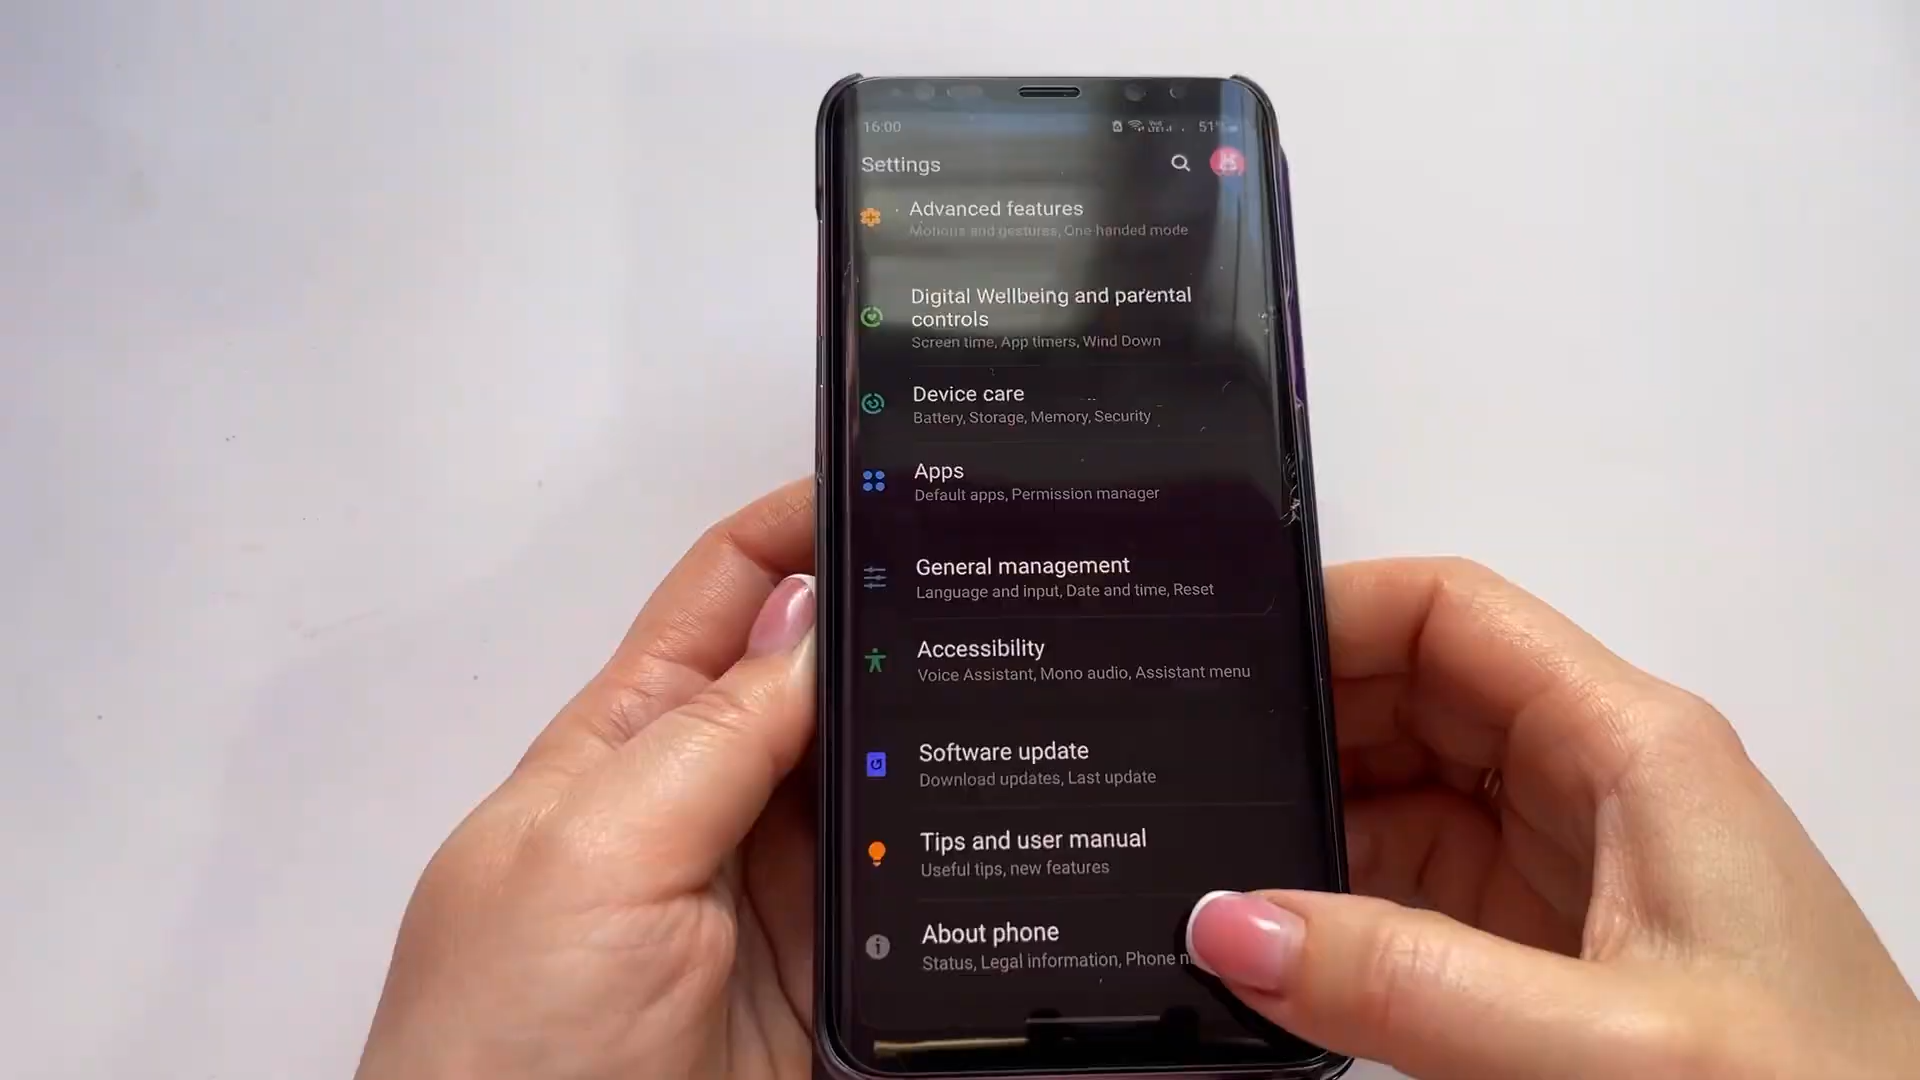 16:00
51%
Settings
Advanced features
Motions and gestures, One-handed mode
Digital Wellbeing and parental
controls
Screen time, App timers, Wind Down
Device care
Battery, Storage, Memory, Security
Apps
Default apps, Permission manager
General management
Language and input, Date and time, Reset
Accessibility
Voice Assistant, Mono audio, Assistant menu
Software update
Download updates, Last update
Tips and user manual
Useful tips, new features
About phone
Status, Legal information, Phone